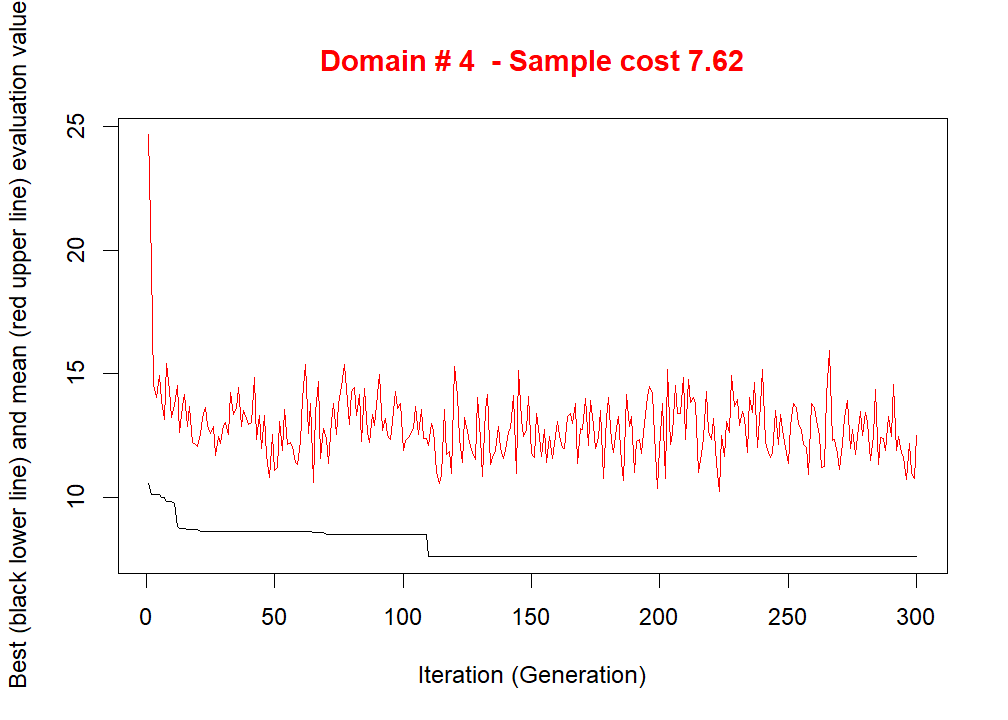 Domain # 4  - Sample cost 7.62
Best (black lower line) and mean (red upper line) evaluation value
25
20
15
10
0 50 100 150 200 250 300
Iteration (Generation)